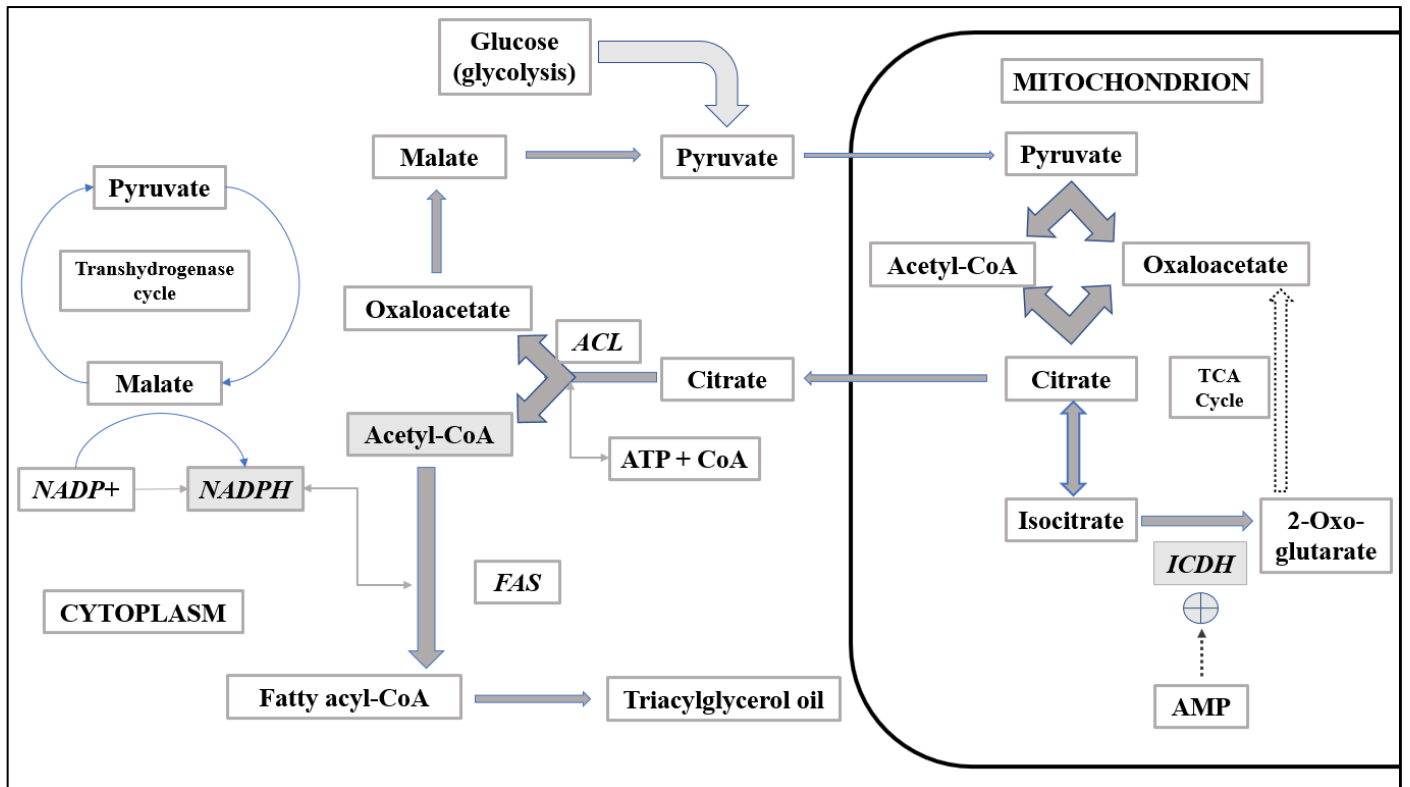 Glucose
(glycolysis)
MITOCHONDRION
Malate
Pyruvate
Pyruvate
Pyruvate
Transhydrogenase
cycle
Acetyl-CoA
Oxaloacetate
Oxaloacetate
ACL
Malate
Citrate
Citrate
TCA
Cycle
Acetyl-CoA
ATP + CoA
NADP+
NADPH
Isocitrate
2-Oxo-
glutarate
ICDH
FAS
CYTOPLASM
Fatty acyl-CoA
Triacylglycerol oil
AMP